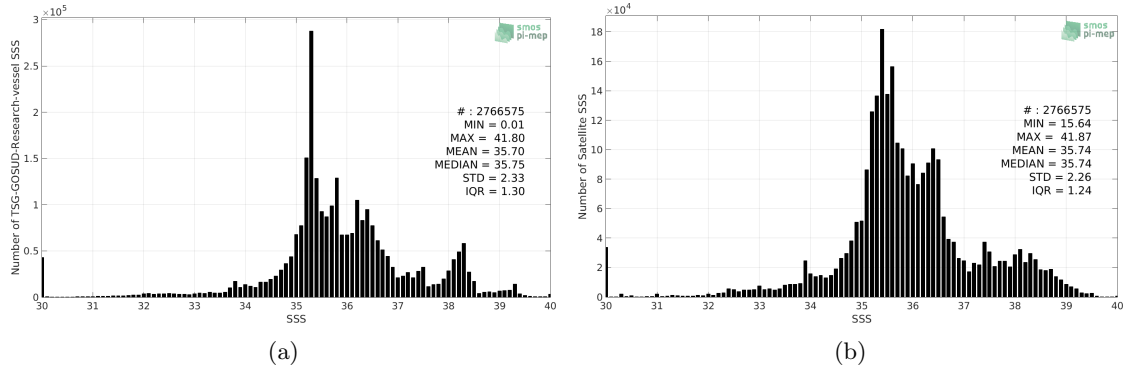 ×10^5
3
2.5
2
1.5
1
0.5
0
30 31 32 33 34 35 36 37 38 39 40
SSS
Number of TSG-GOSUD-Research-vessel SSS
smos
pi-mep
# : 2766575
MIN = 0.01
MAX = 41.80
MEAN = 35.70
MEDIAN = 35.75
STD = 2.33
IQR = 1.30
(a)
×10^4
18
16
14
12
10
8
6
4
2
0
30 31 32 33 34 35 36 37 38 39 40
SSS
Number of Satellite SSS
smos
pi-mep
# : 2766575
MIN = 15.64
MAX = 41.87
MEAN = 35.74
MEDIAN = 35.74
STD = 2.26
IQR = 1.24
(b)